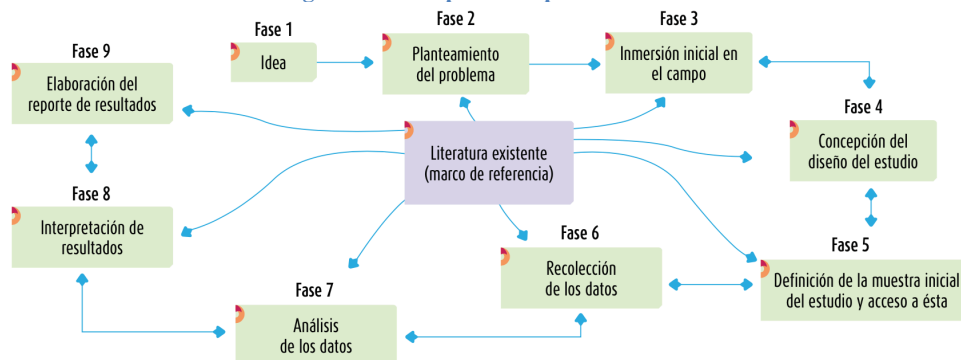 Fase 1
Idea
Fase 2
Planteamiento
del problema
Fase 3
Inmersión inicial en
el campo
Fase 4
Concepción del
diseño del estudio
Fase 5
Definición de la muestra inicial
del estudio y acceso a ésta
Fase 6
Recolección
de los datos
Fase 7
Análisis
de los datos
Fase 8
Interpretación de
resultados
Fase 9
Elaboración del
reporte de resultados
Literatura existente
(marco de referencia)